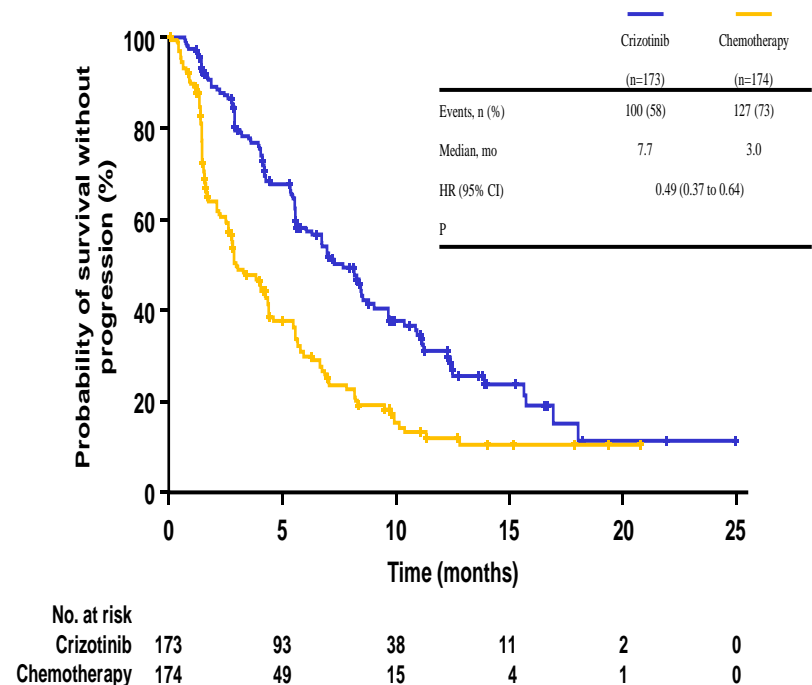 Crizotinib Chemotherapy
(n=173) (n=174)
Events, n (%) 100 (58) 127 (73)
Median, mo 7.7 3.0
HR (95% CI) 0.49 (0.37 to 0.64)
P
Probability of survival without
progression (%)
100
80
60
40
20
0
0 5 10 15 20 25
Time (months)
No. at risk
Crizotinib 173 93 38 11 2 0
Chemotherapy 174 49 15 4 1 0